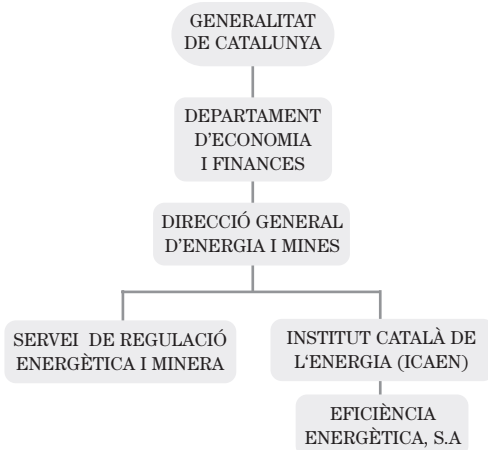 GENERALITAT
DE CATALUNYA
DEPARTAMENT
D'ECONOMIA
I FINANCES
DIRECCIÓ GENERAL
D'ENERGIA I MINES
SERVEI DE REGULACIÓ
ENERGÈTICA I MINERA
INSTITUT CATALÀ DE
L'ENERGIA (ICAEN)
EFICIÈNCIA
ENERGÈTICA, S.A